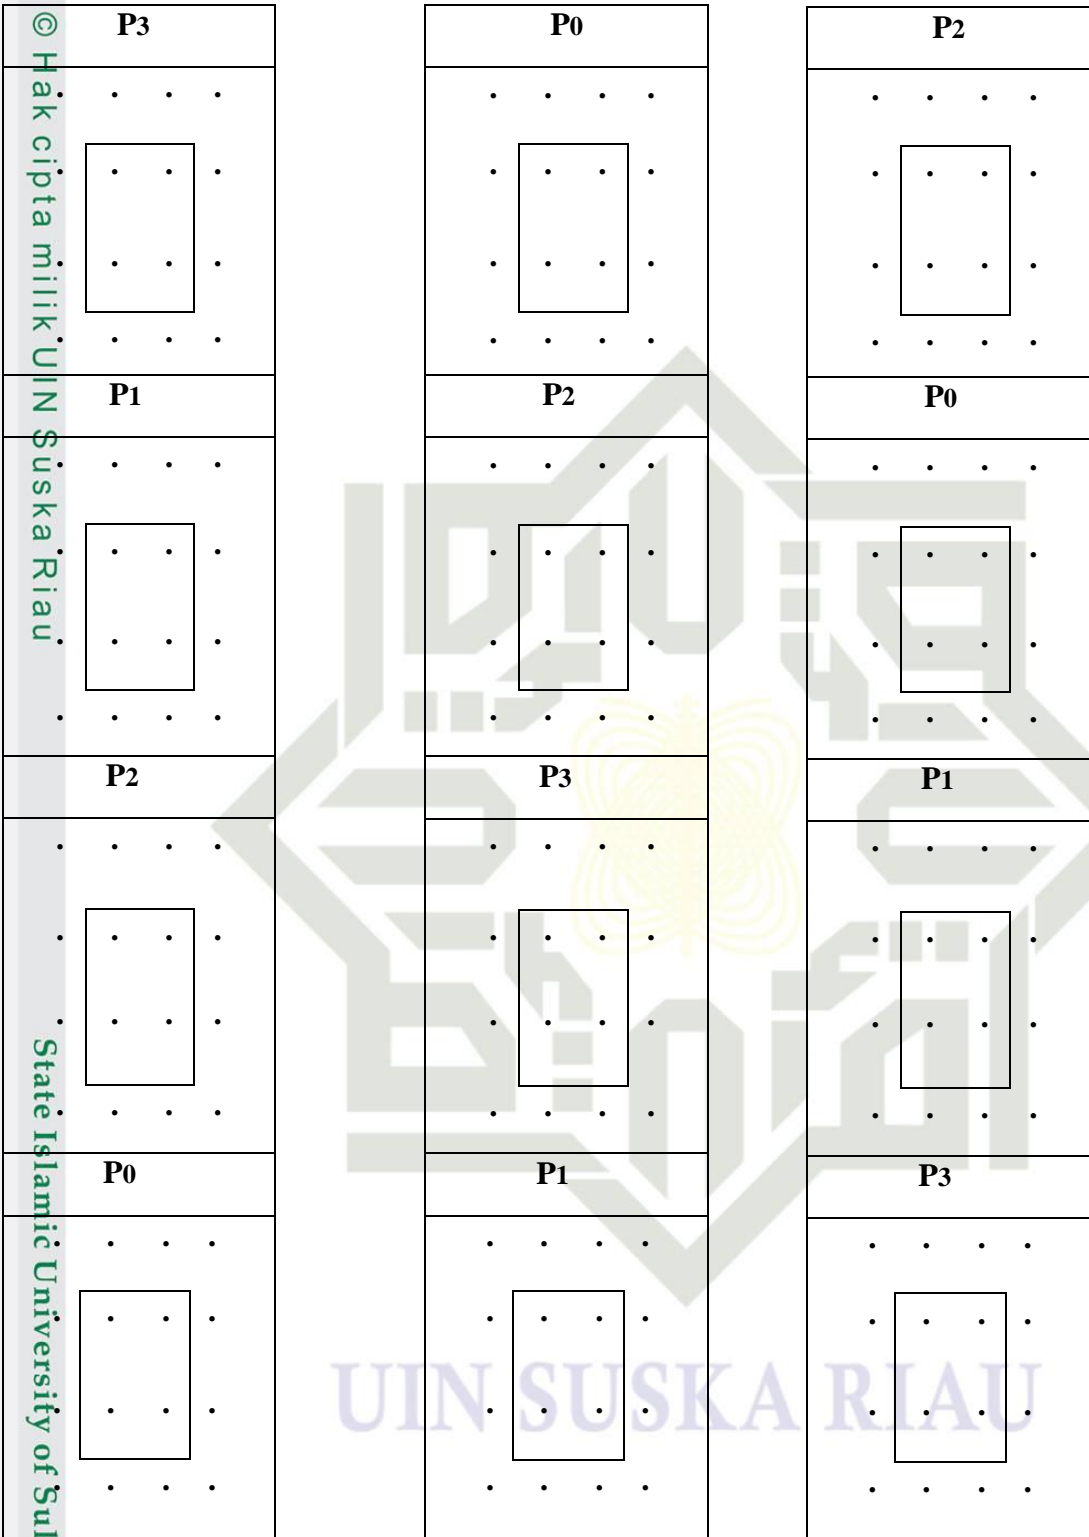 © Hak cipta milik UIN Suska Riau
State Islamic University of Sul
P3
P0
P2
P1
P2
P0
P2
P3
P1
P0
P1
P3
UIN SUSKA RIAU